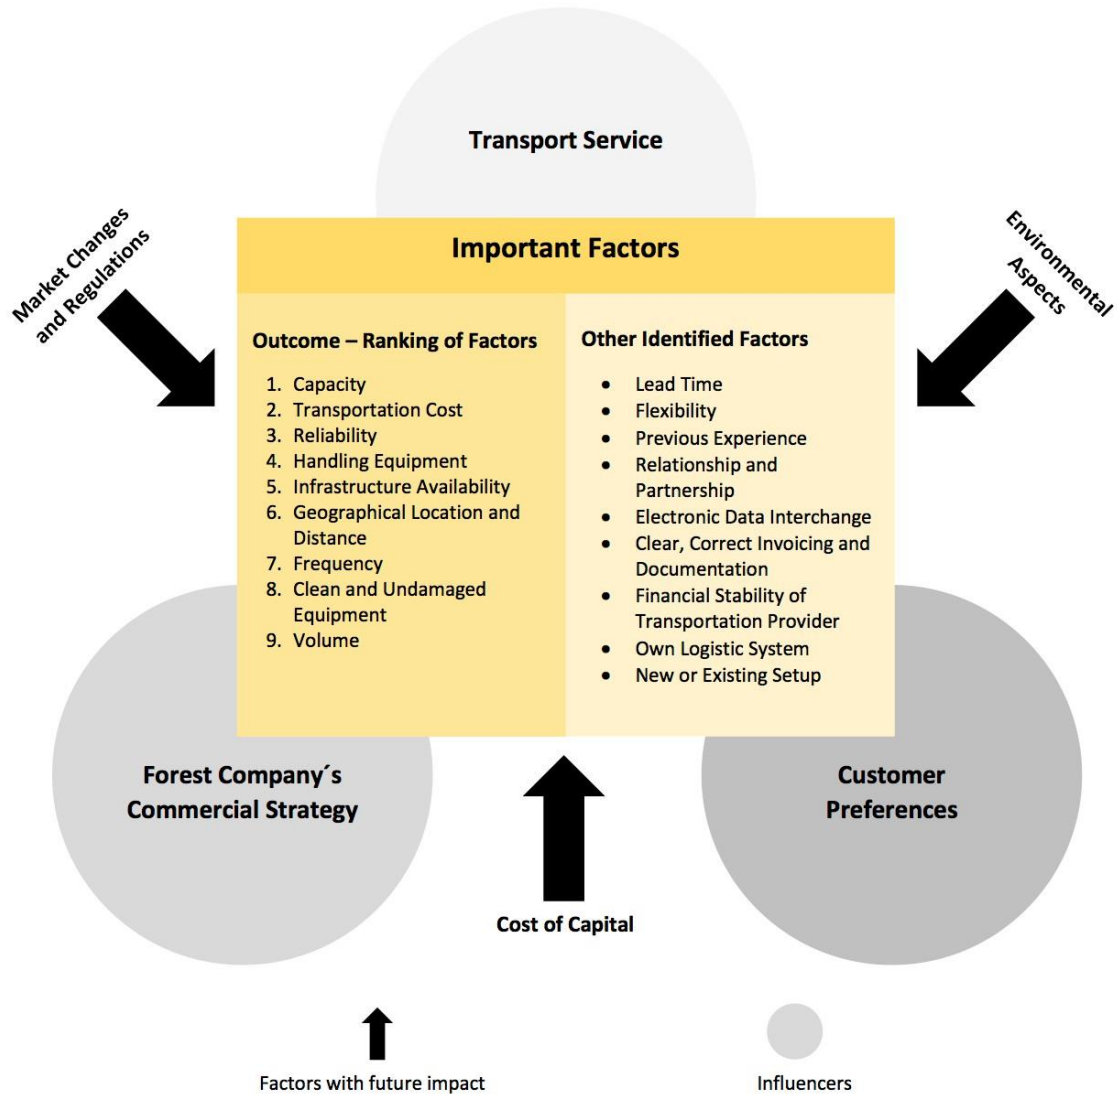 Transport Service
Market Changes
and Regulations
Environmental
Aspects
Important Factors
Outcome – Ranking of Factors
1. Capacity
2. Transportation Cost
3. Reliability
4. Handling Equipment
5. Infrastructure Availability
6. Geographical Location and
Distance
7. Frequency
8. Clean and Undamaged
Equipment
9. Volume
Other Identified Factors
• Lead Time
• Flexibility
• Previous Experience
• Relationship and
Partnership
• Electronic Data Interchange
• Clear, Correct Invoicing and
Documentation
• Financial Stability of
Transportation Provider
• Own Logistic System
• New or Existing Setup
Forest Company´s
Commercial Strategy
Customer
Preferences
Cost of Capital
Factors with future impact
Influencers